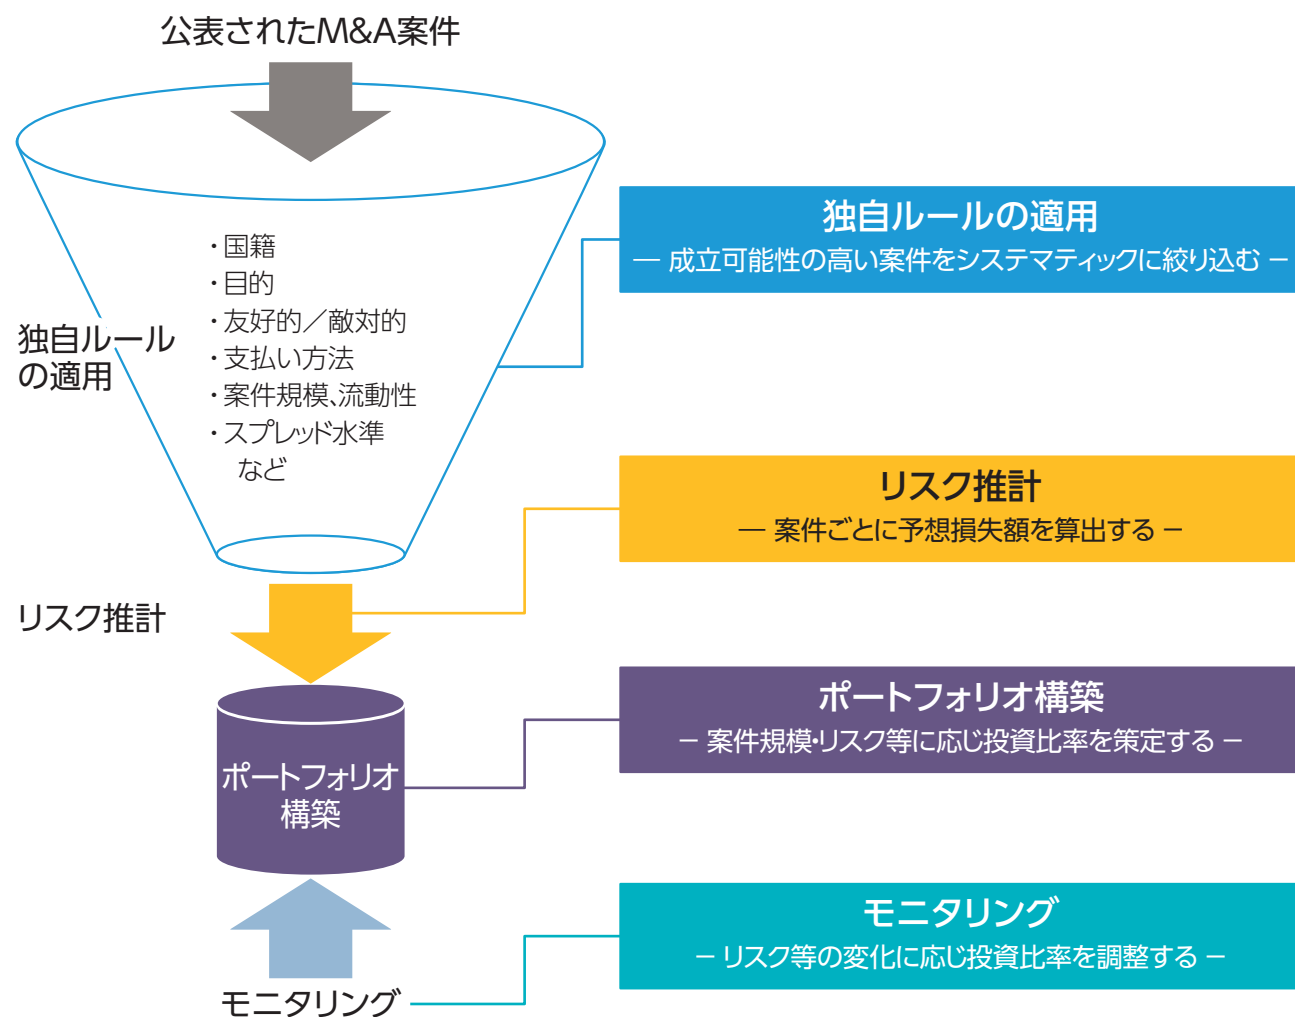 公表されたM&A案件
独自ルール
の適用
・国籍
・目的
・友好的／敵対的
・支払い方法
・案件規模、流動性
・スプレッド水準
など
独自ルールの適用
― 成立可能性の高い案件をシステマティックに絞り込む －
リスク推計
リスク推計
― 案件ごとに予想損失額を算出する －
ポートフォリオ
構築
ポートフォリオ構築
－ 案件規模・リスク等に応じ投資比率を策定する －
モニタリング
モニタリング
－ リスク等の変化に応じ投資比率を調整する －